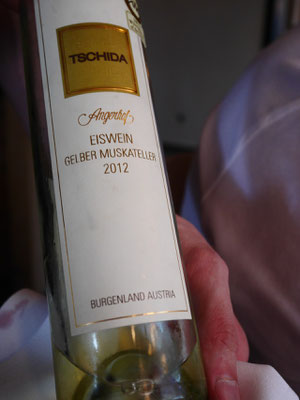 TSCHIDA
Angerhof
EISWEIN
GELBER MUSKATELLER
2012
BURGENLAND AUSTRIA